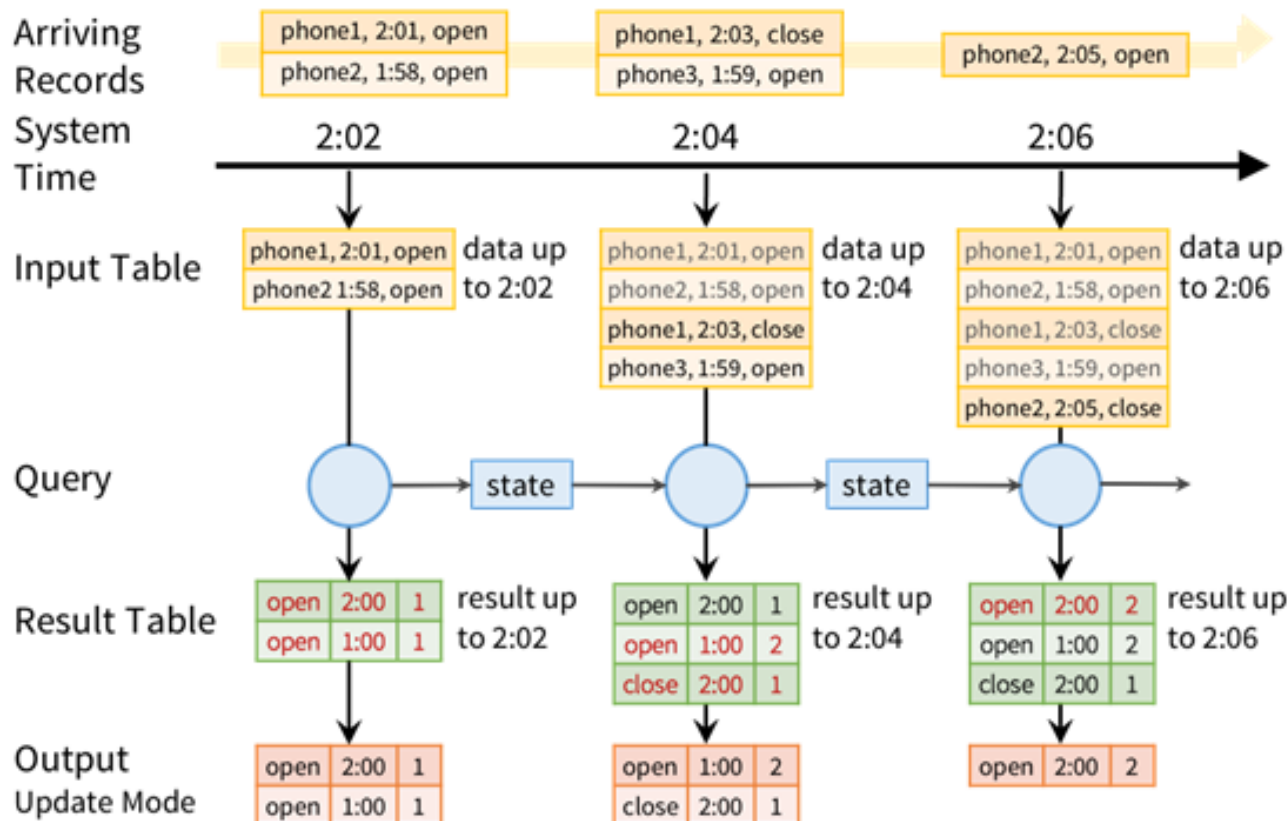 Arriving
Records
phone1, 2:01, open
phone2, 1:58, open
phone1, 2:03, close
phone3, 1:59, open
phone2, 2:05, open
System
Time
2:02
2:04
2:06
Input Table
phone1, 2:01, open
phone2 1:58, open
data up
to 2:02
phone1, 2:01, open
phone2, 1:58, open
phone1, 2:03, close
phone3, 1:59, open
data up
to 2:04
phone1, 2:01, open
phone2, 1:58, open
phone1, 2:03, close
phone3, 1:59, open
phone2, 2:05, close
data up
to 2:06
Query
state
state
Result Table
open 2:00 1
open 1:00 1
result up
to 2:02
open 2:00 1
open 1:00 2
close 2:00 1
result up
to 2:04
open 2:00 2
open 1:00 2
close 2:00 1
result up
to 2:06
Output
Update Mode
open 2:00 1
open 1:00 1
open 1:00 2
close 2:00 1
open 2:00 2